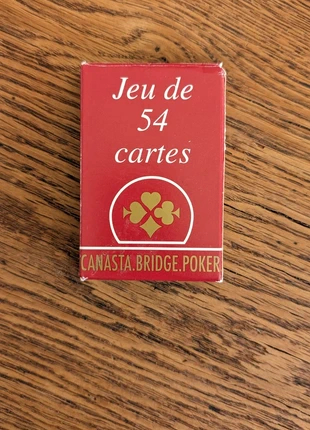 Jeu de
54
cartes
CANASTA.BRIDGE.POKER